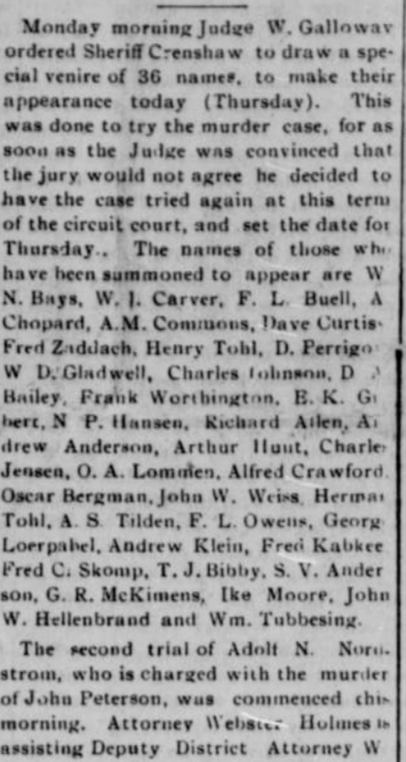 Monday morning Judge W. Galloway
ordered Sheriff Crenshaw to draw a spe-
cial venire of 36 names, to make their
appearance today (Thursday). This
was done to try the murder case, for as
soon as the Judge was convinced that
the jury would not agree he decided to
have the case tried again at this term
of the circuit court, and set the date for
Thursday.. The names of those who
have been summoned to appear are W
N. Bays, W. J. Carver, F. L. Buell, A
Chopard, A.M. Commons, Dave Curtis
Fred Zaddach, Henry Tohl, D. Perrigo
W D. Gladwell, Charles Johnson, D
Bailey, Frank Worthington, E. K. Gi
bert, N P. Hansen, Richard Allen, An
drew Anderson, Arthur Hunt, Charles
Jensen, O. A. Lommen, Alfred Crawford
Oscar Bergman, John W. Weiss, Herman
Tohl, A. S. Tilden, F. L. Owens, Georg
Loerpabel, Andrew Klein, Fred Kabkee
Fred C. Skomp, T. J. Bibby, S. V. Ander
son, G. R. McKimens, Ike Moore, John
W. Hellenbrand and Wm. Tubbesing.
The second trial of Adolf N. Nord-
strom, who is charged with the murder
of John Peterson, was commenced this
morning. Attorney Webster Holmes is
assisting Deputy District Attorney W